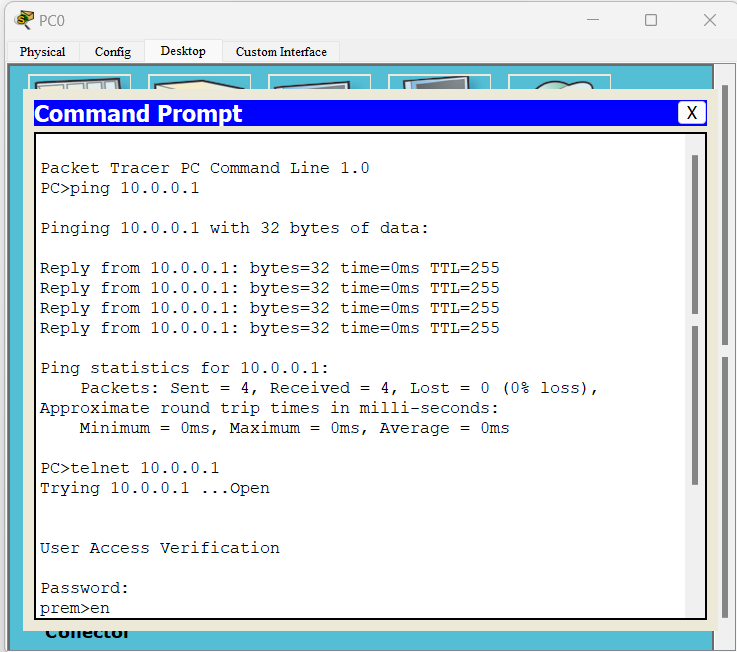 PC0
Physical Config Desktop Custom Interface
Command Prompt X
Packet Tracer PC Command Line 1.0
PC>ping 10.0.0.1
Pinging 10.0.0.1 with 32 bytes of data:
Reply from 10.0.0.1: bytes=32 time=0ms TTL=255
Reply from 10.0.0.1: bytes=32 time=0ms TTL=255
Reply from 10.0.0.1: bytes=32 time=0ms TTL=255
Reply from 10.0.0.1: bytes=32 time=0ms TTL=255
Ping statistics for 10.0.0.1:
    Packets: Sent = 4, Received = 4, Lost = 0 (0% loss),
Approximate round trip times in milli-seconds:
    Minimum = 0ms, Maximum = 0ms, Average = 0ms
PC>telnet 10.0.0.1
Trying 10.0.0.1 ...Open
User Access Verification
Password:
prem>en
Collector